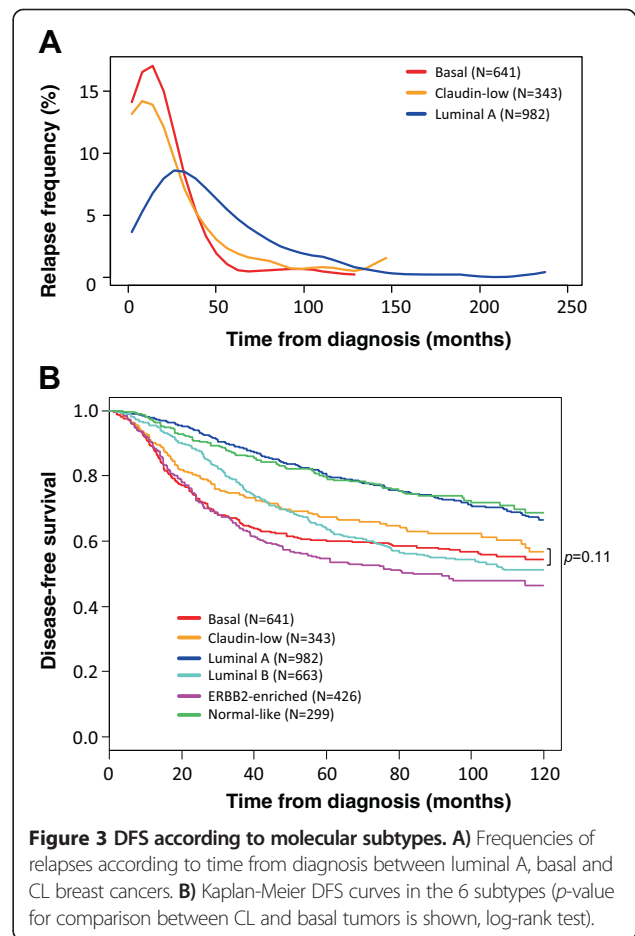 A
Relapse frequency (%)
15
10
5
0
Basal (N=641)
Claudin-low (N=343)
Luminal A (N=982)
0 50 100 150 200 250
Time from diagnosis (months)
B
Disease-free survival
1.0
0.8
0.6
0.4
0.2
0.0
p=0.11
Basal (N=641)
Claudin-low (N=343)
Luminal A (N=982)
Luminal B (N=663)
ERBB2-enriched (N=426)
Normal-like (N=299)
0 20 40 60 80 100 120
Time from diagnosis (months)
Figure 3 DFS according to molecular subtypes. A) Frequencies of
relapses according to time from diagnosis between luminal A, basal and
CL breast cancers. B) Kaplan-Meier DFS curves in the 6 subtypes (p-value
for comparison between CL and basal tumors is shown, log-rank test).